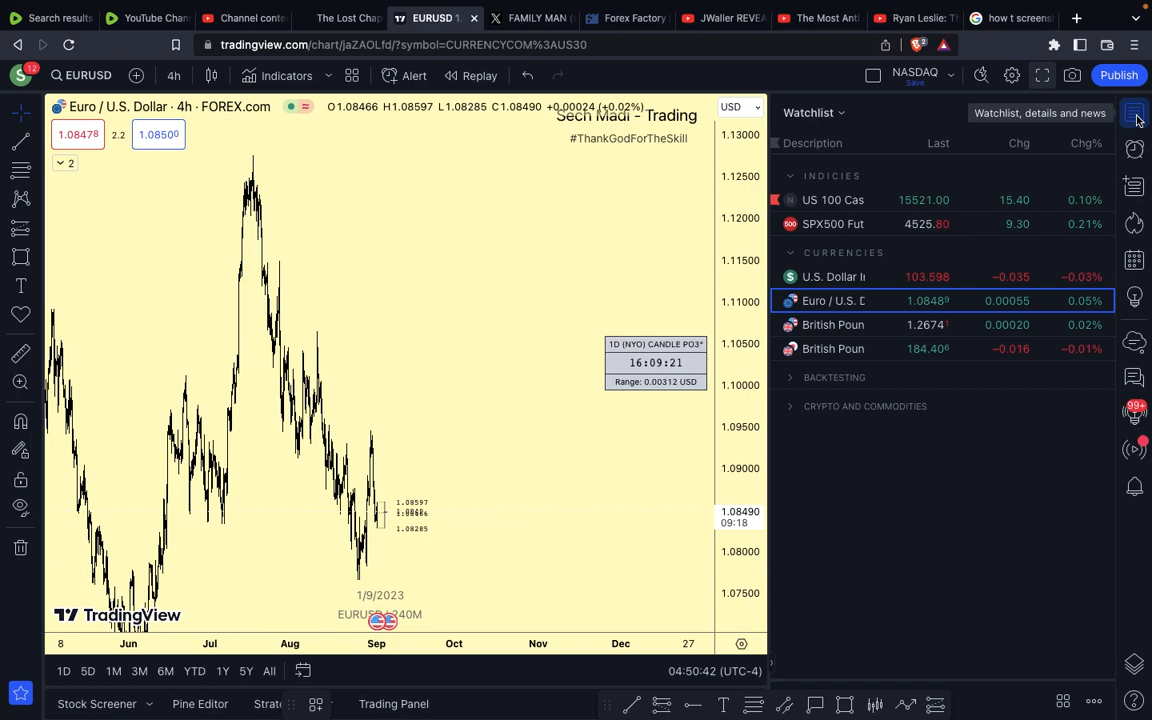 Search results
YouTube Chan
Channel conte
The Lost Chap
EURUSD 1.
FAMILY MAN (
Forex Factory
JWaller REVEA
The Most Anti
Ryan Leslie: Th
how t screens
tradingview.com/chart/jaZAOLfd/?symbol=CURRENCYCOM%3AUS30
2
S
12
EURUSD
4h
Indicators
Alert
Replay
NASDAQ
Save
Publish
Euro / U.S. Dollar · 4h · FOREX.com
O1.08466 H1.08597 L1.08285 C1.08490 +0.00024 (+0.02%)
USD
Sech Madi - Trading
#ThankGodForTheSkill
1.08478
2.2
1.08500
2
1.13000
1.12500
1.12000
1.11500
1.11000
1.10500
1.10000
1.09500
1.09000
1.08490
09:18
1.08000
1.07500
1D (NYO) CANDLE PO3°
16:09:21
Range: 0.00312 USD
1.08597
1.08285
1/9/2023
EURUSD 240M
TradingView
8
Jun
Jul
Aug
Sep
Oct
Nov
Dec
27
1D
5D
1M
3M
6M
YTD
1Y
5Y
All
04:50:42 (UTC-4)
Stock Screener
Pine Editor
Strate
Trading Panel
Watchlist
Watchlist, details and news
Description
Last
Chg
Chg%
INDICIES
US 100 Cas 15521.00 15.40 0.10%
SPX500 Fut 4525.80 9.30 0.21%
CURRENCIES
U.S. Dollar I 103.598 −0.035 −0.03%
Euro / U.S. D 1.08489 0.00055 0.05%
British Poun 1.26741 0.00020 0.02%
British Poun 184.406 −0.016 −0.01%
BACKTESTING
CRYPTO AND COMMODITIES
99+